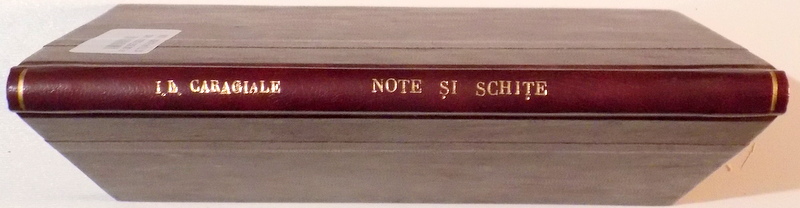 I. L. CARAGIALE NOTE ȘI SCHIȚE